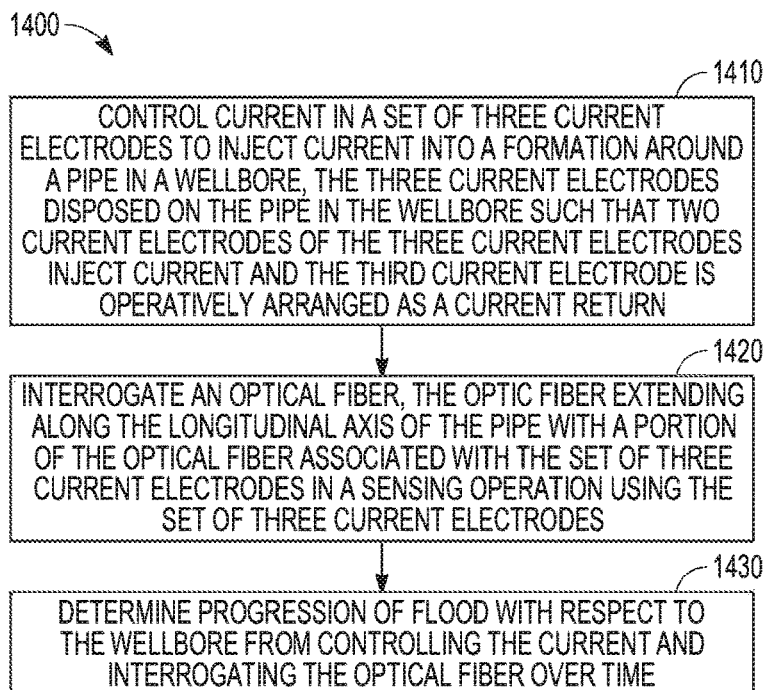 1400
1410
CONTROL CURRENT IN A SET OF THREE CURRENT
ELECTRODES TO INJECT CURRENT INTO A FORMATION AROUND
A PIPE IN A WELLBORE, THE THREE CURRENT ELECTRODES
DISPOSED ON THE PIPE IN THE WELLBORE SUCH THAT TWO
CURRENT ELECTRODES OF THE THREE CURRENT ELECTRODES
INJECT CURRENT AND THE THIRD CURRENT ELECTRODE IS
OPERATIVELY ARRANGED AS A CURRENT RETURN
1420
INTERROGATE AN OPTICAL FIBER, THE OPTIC FIBER EXTENDING
ALONG THE LONGITUDINAL AXIS OF THE PIPE WITH A PORTION
OF THE OPTICAL FIBER ASSOCIATED WITH THE SET OF THREE
CURRENT ELECTRODES IN A SENSING OPERATION USING THE
SET OF THREE CURRENT ELECTRODES
1430
DETERMINE PROGRESSION OF FLOOD WITH RESPECT TO
THE WELLBORE FROM CONTROLLING THE CURRENT AND
INTERROGATING THE OPTICAL FIBER OVER TIME